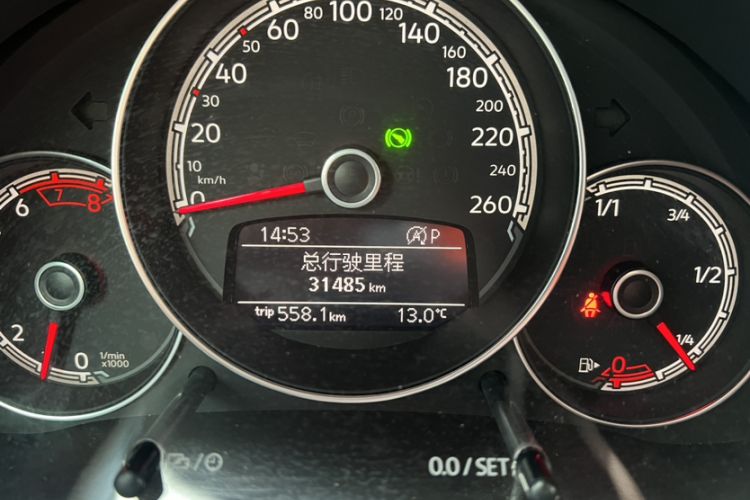 80 100 120
60 140
50 160
40 180
30 200
20 220
10 240
km/h
0 260
14:53 A P
总行驶里程
31485 km
trip 558.1 km 13.0 °C
6 7 8
2 0
1/min
x1000
1/1 3/4
1/2
1/4
0
0.0 / SET